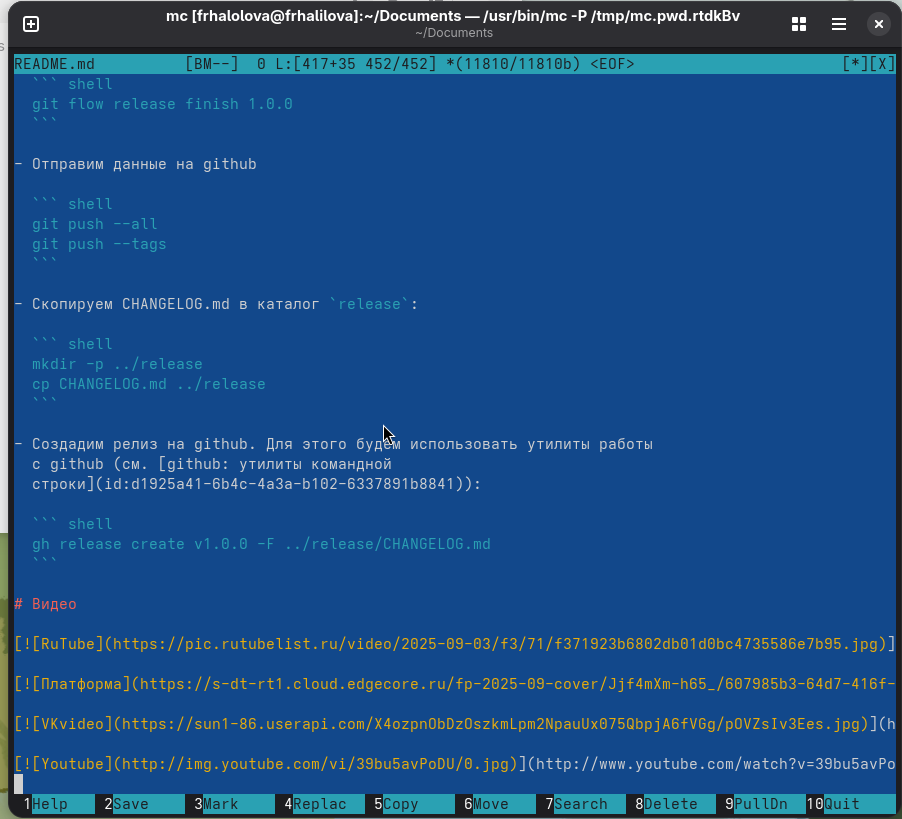 mc [frhalolova@frhalilova]:~/Documents — /usr/bin/mc -P /tmp/mc.pwd.rtdkBv
~/Documents
README.md [BM--] 0 L:[417+35 452/452] *(11810/11810b) <EOF> [*][X]
``` shell
git flow release finish 1.0.0
```
- Отправим данные на github
``` shell
git push --all
git push --tags
```
- Скопируем CHANGELOG.md в каталог `release`:
``` shell
mkdir -p ../release
cp CHANGELOG.md ../release
```
- Создадим релиз на github. Для этого будем использовать утилиты работы
с github (см. [github: утилиты командной
строки](id:d1925a41-6b4c-4a3a-b102-6337891b8841)):
``` shell
gh release create v1.0.0 -F ../release/CHANGELOG.md
```
# Видео
[![RuTube](https://pic.rutubelist.ru/video/2025-09-03/f3/71/f371923b6802db01d0bc4735586e7b95.jpg)]
[![Платформа](https://s-dt-rt1.cloud.edgecore.ru/fp-2025-09-cover/Jjf4mXm-h65_/607985b3-64d7-416f-
[![VKvideo](https://sun1-86.userapi.com/X4ozpnObDzOszkmLpm2NpauUx075QbpjA6fVGg/pOVZsIv3Ees.jpg)](h
[![Youtube](http://img.youtube.com/vi/39bu5avPoDU/0.jpg)](http://www.youtube.com/watch?v=39bu5avPo
1Help 2Save 3Mark 4Replac 5Copy 6Move 7Search 8Delete 9PullDn 10Quit